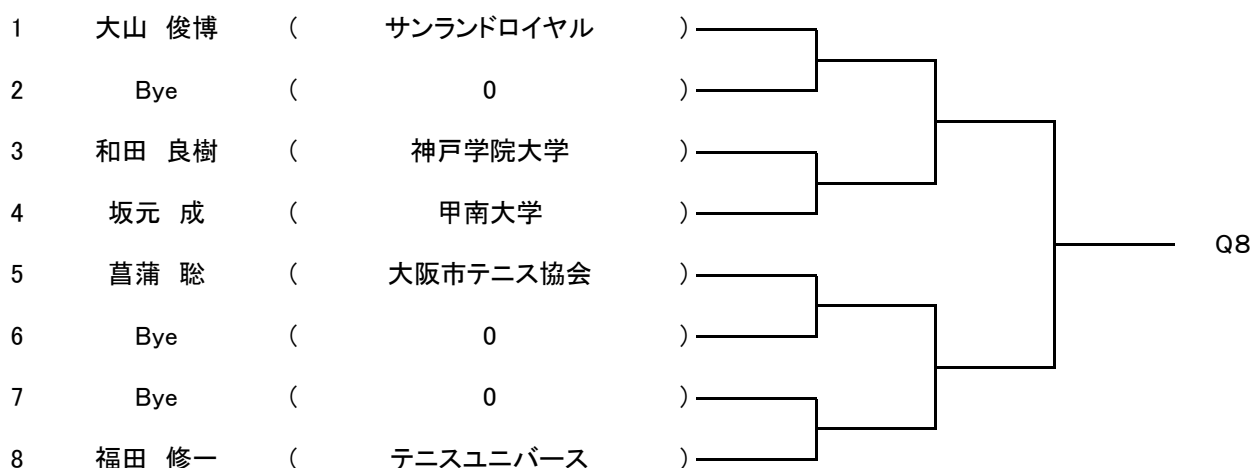 1 大山 俊博 ( サンランドロイヤル )
2 Bye ( 0 )
3 和田 良樹 ( 神戸学院大学 )
4 坂元 成 ( 甲南大学 )
Q8
5 菖蒲 聡 ( 大阪市テニス協会 )
6 Bye ( 0 )
7 Bye ( 0 )
8 福田 修一 ( テニスユニバース )